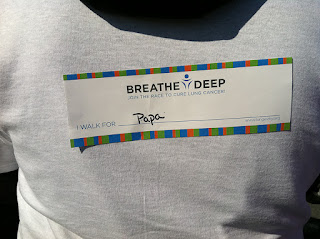 BREATHE DEEP
JOIN THE RACE TO CURE LUNG CANCER!
I WALK FOR Papa